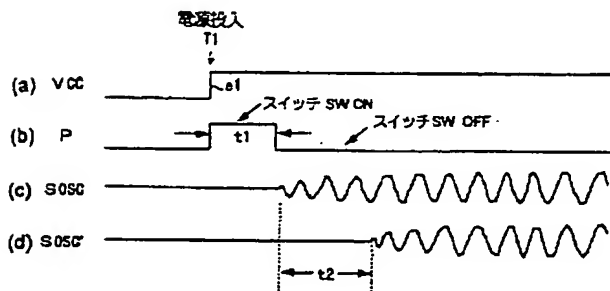 電源投入
T1
(a) VCC
e1
スイッチ SW ON
(b) P
t1
スイッチ SW OFF
(c) SOSC
(d) SOSC'
t2